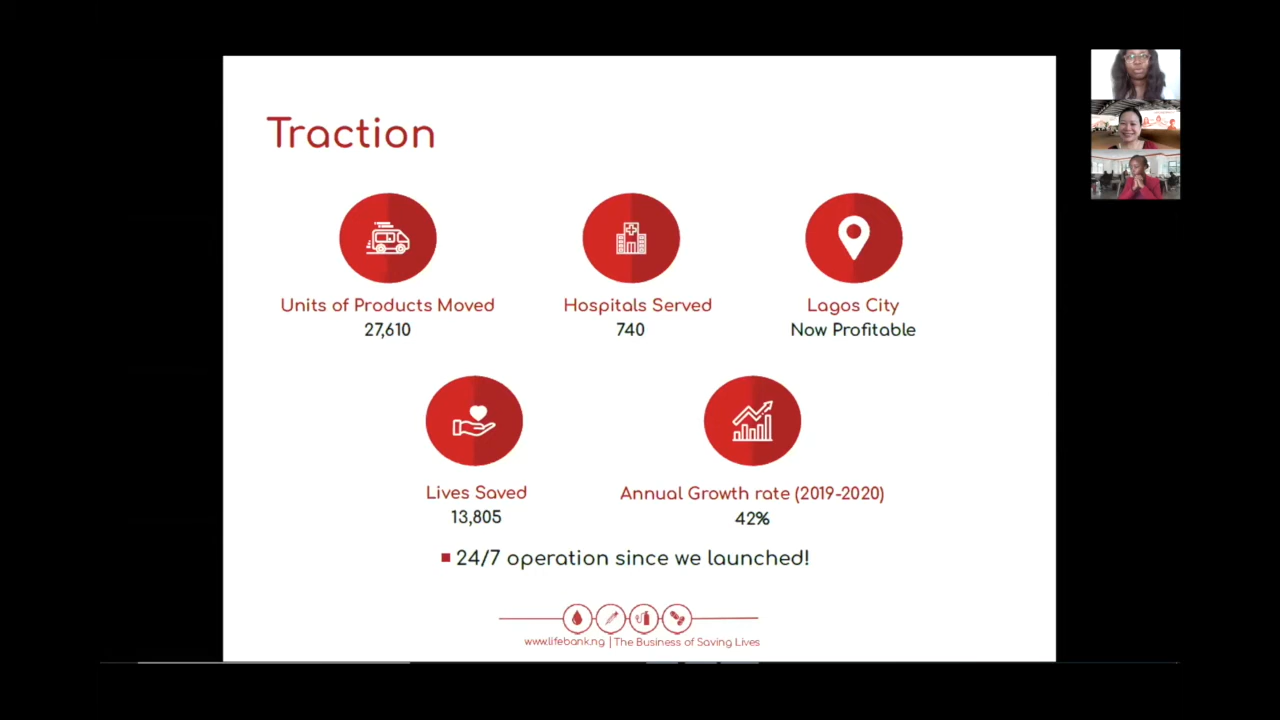 Traction
Units of Products Moved
27,610
Hospitals Served
740
Lagos City
Now Profitable
Lives Saved
13,805
Annual Growth rate (2019-2020)
42%
24/7 operation since we launched!
www.lifebank.ng | The Business of Saving Lives